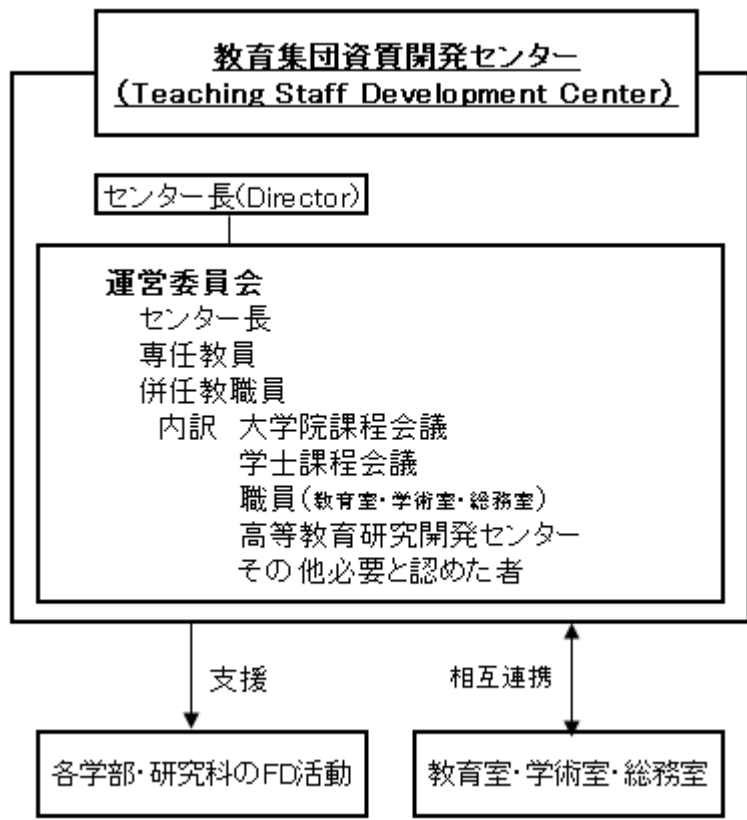 教育集団資質開発センター
(Teaching Staff Development Center)
センター長(Director)
運営委員会
センター長
専任教員
併任教職員
内訳 大学院課程会議
学士課程会議
職員(教育室・学術室・総務室)
高等教育研究開発センター
その他必要と認めた者
支援
相互連携
各学部・研究科のFD活動
教育室・学術室・総務室